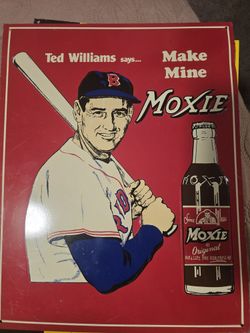 Ted Williams says...
Make
Mine
MOXIE
B
MOXIE
Original